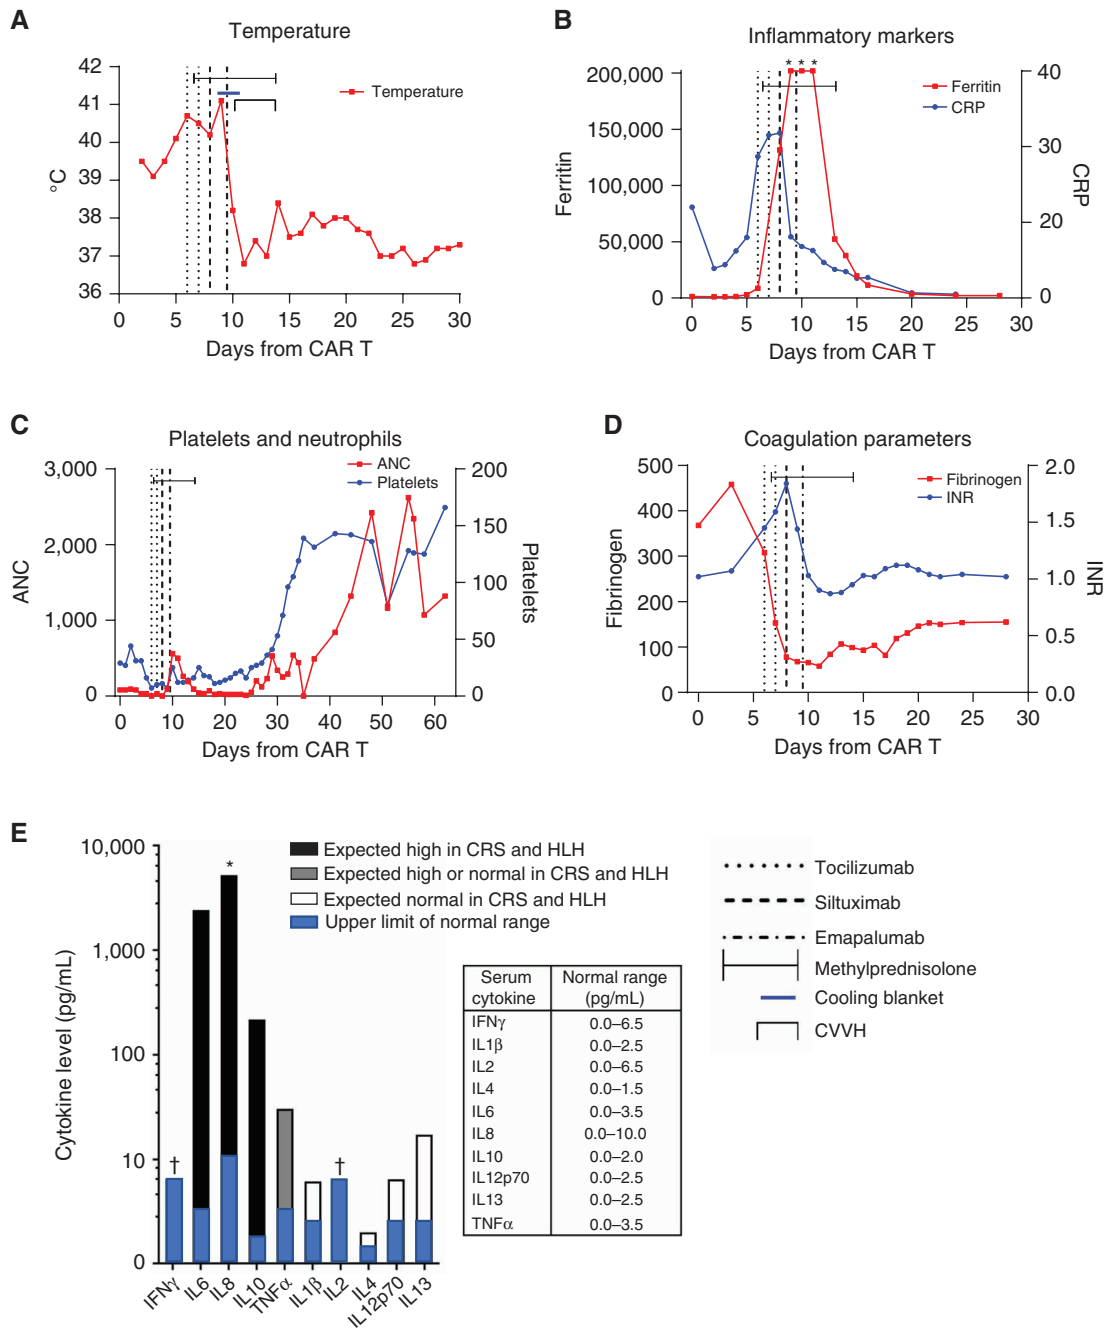 A
Temperature
42
41
40
39
38
37
36
°C
Temperature
0 5 10 15 20 25 30
Days from CAR T
B
Inflammatory markers
* * *
200,000
150,000
100,000
50,000
0
Ferritin
Ferritin
CRP
40
30
20
10
0
CRP
0 5 10 15 20 25 30
Days from CAR T
C
Platelets and neutrophils
3,000
2,000
1,000
0
ANC
ANC
Platelets
200
150
100
50
0
Platelets
0 10 20 30 40 50 60
Days from CAR T
D
Coagulation parameters
500
400
300
200
100
0
Fibrinogen
Fibrinogen
INR
2.0
1.5
1.0
0.5
0.0
INR
0 5 10 15 20 25 30
Days from CAR T
E
10,000
1,000
100
10
0
Cytokine level (pg/mL)
†
*
†
IFNγ IL6 IL8 IL10 TNFα IL1β IL2 IL4 IL12p70 IL13
Expected high in CRS and HLH
Expected high or normal in CRS and HLH
Expected normal in CRS and HLH
Upper limit of normal range
Serum cytokine Normal range (pg/mL)
IFNγ 0.0–6.5
IL1β 0.0–2.5
IL2 0.0–6.5
IL4 0.0–1.5
IL6 0.0–3.5
IL8 0.0–10.0
IL10 0.0–2.0
IL12p70 0.0–2.5
IL13 0.0–2.5
TNFα 0.0–3.5
Tocilizumab
Siltuximab
Emapalumab
Methylprednisolone
Cooling blanket
CVVH